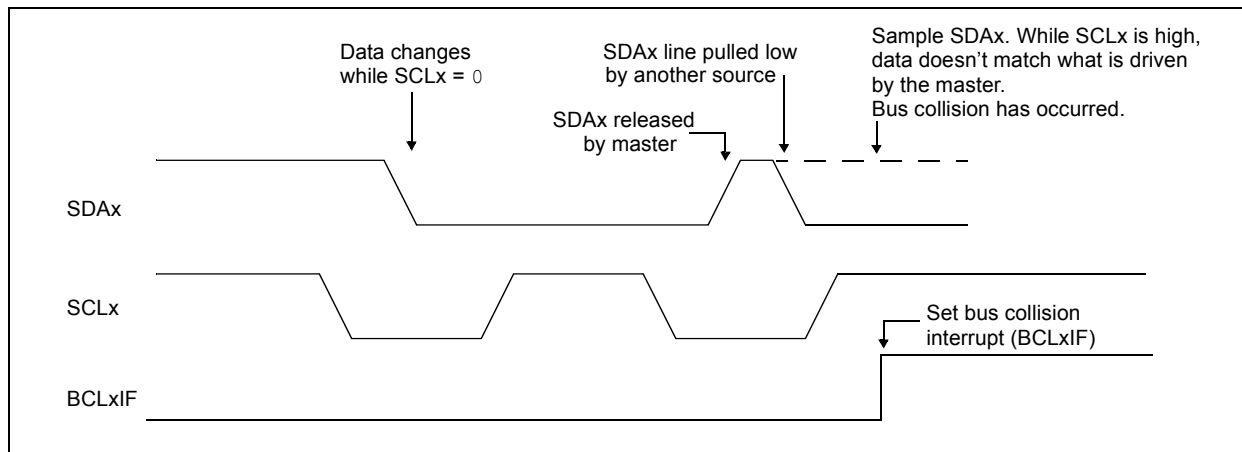 Data changes
while SCLx = 0
SDAx line pulled low
by another source
Sample SDAx. While SCLx is high,
data doesn't match what is driven
by the master.
Bus collision has occurred.
SDAx released
by master
SDAx
SCLx
Set bus collision
interrupt (BCLxIF)
BCLxIF